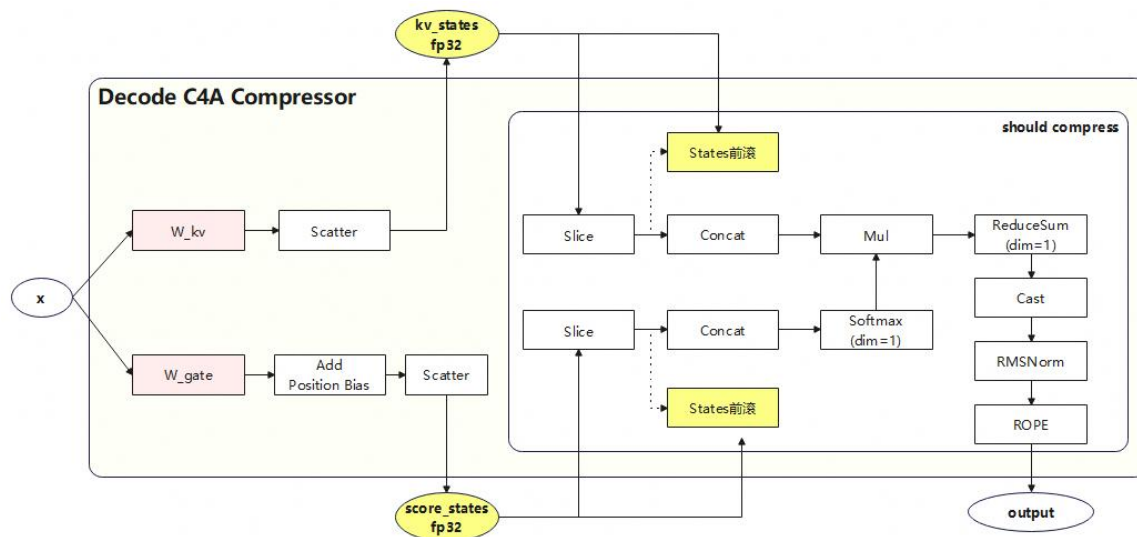 kv_states
fp32
Decode C4A Compressor
should compress
States前滚
W_kv
Scatter
Slice
Concat
Mul
ReduceSum
(dim=1)
x
Cast
Slice
Concat
Softmax
(dim=1)
W_gate
Add
Position Bias
Scatter
RMSNorm
States前滚
ROPE
score_states
fp32
output